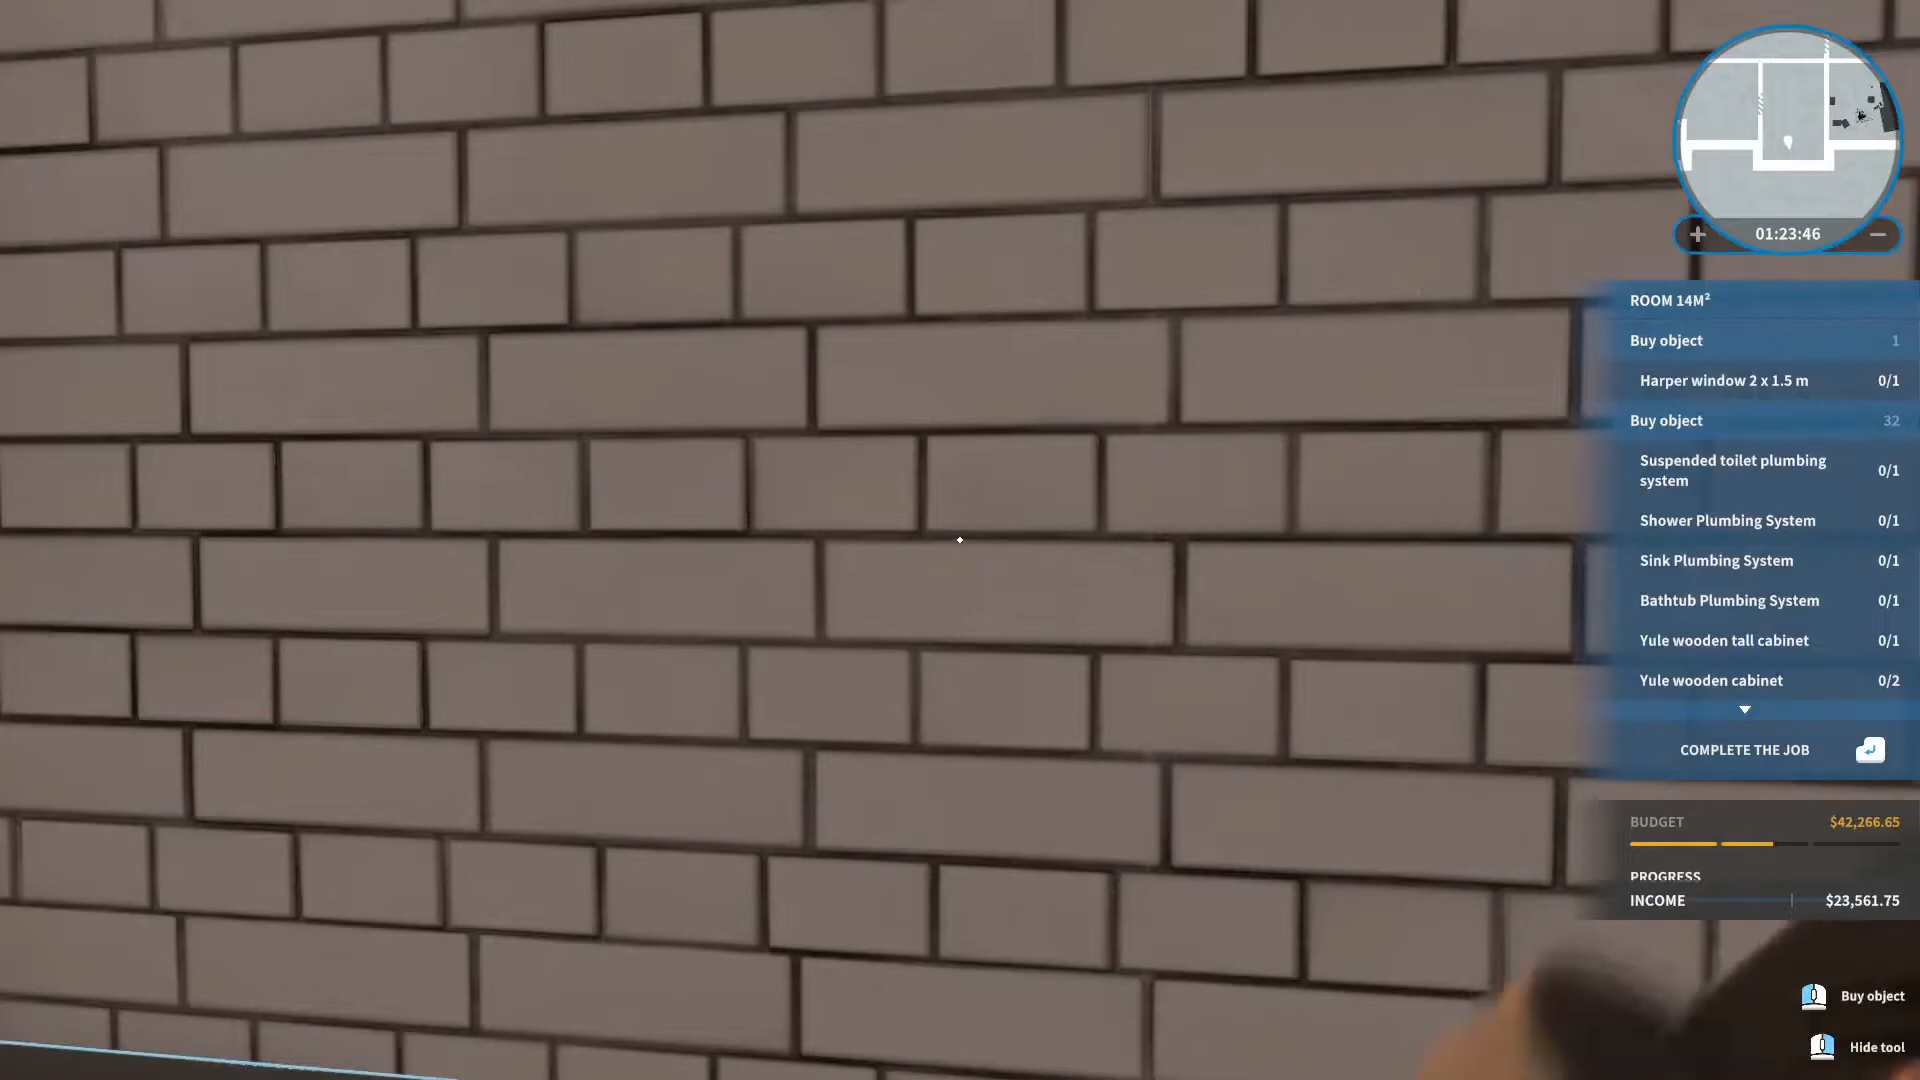 01:23:46
ROOM 14M²
Buy object 1
Harper window 2 x 1.5 m 0/1
Buy object 32
Suspended toilet plumbing
system 0/1
Shower Plumbing System 0/1
Sink Plumbing System 0/1
Bathtub Plumbing System 0/1
Yule wooden tall cabinet 0/1
Yule wooden cabinet 0/2
COMPLETE THE JOB
BUDGET $42,266.65
PROGRESS
INCOME $23,561.75
Buy object
Hide tool